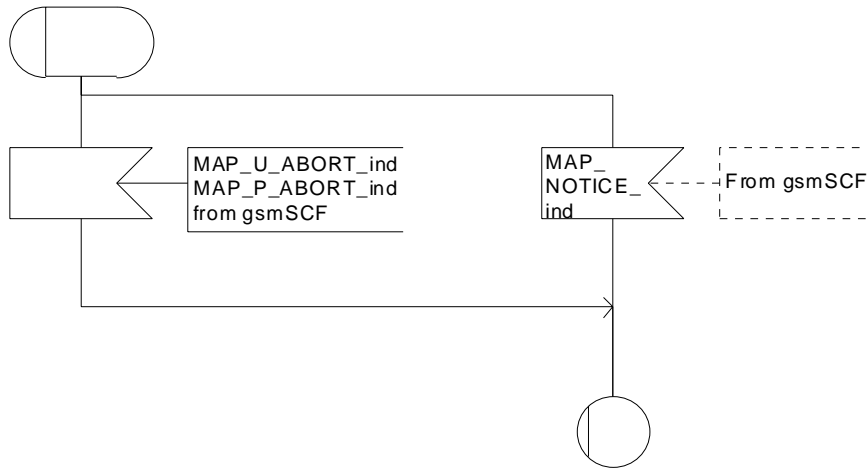 MAP_U_ABORT_ind
MAP_P_ABORT_ind
from gsmSCF
MAP_
NOTICE_
ind
From gsmSCF